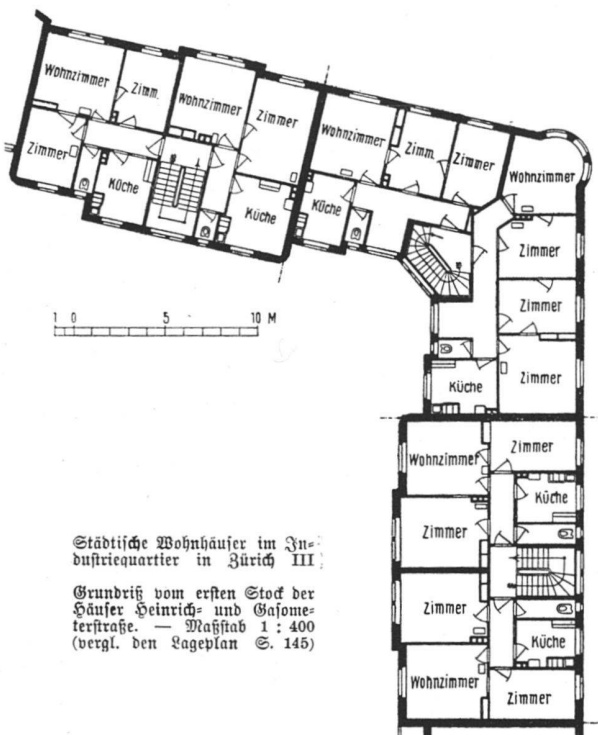 Wohnzimmer
Zimm.
Wohnzimmer
Zimmer
Wohnzimmer
Zimm.
Zimmer
Wohnzimmer
Zimmer
Küche
Küche
Küche
Zimmer
Zimmer
Zimmer
Küche
1 0 5 10 M
Wohnzimmer
Zimmer
Küche
Zimmer
Zimmer
Küche
Wohnzimmer
Zimmer
Städtische Wohnhäuser im In-
dustriequartier in Zürich III
Grundriß vom ersten Stock der
Häuser Heinrich- und Gasome-
terstraße. — Maßstab 1 : 400
(vergl. den Lageplan S. 145)